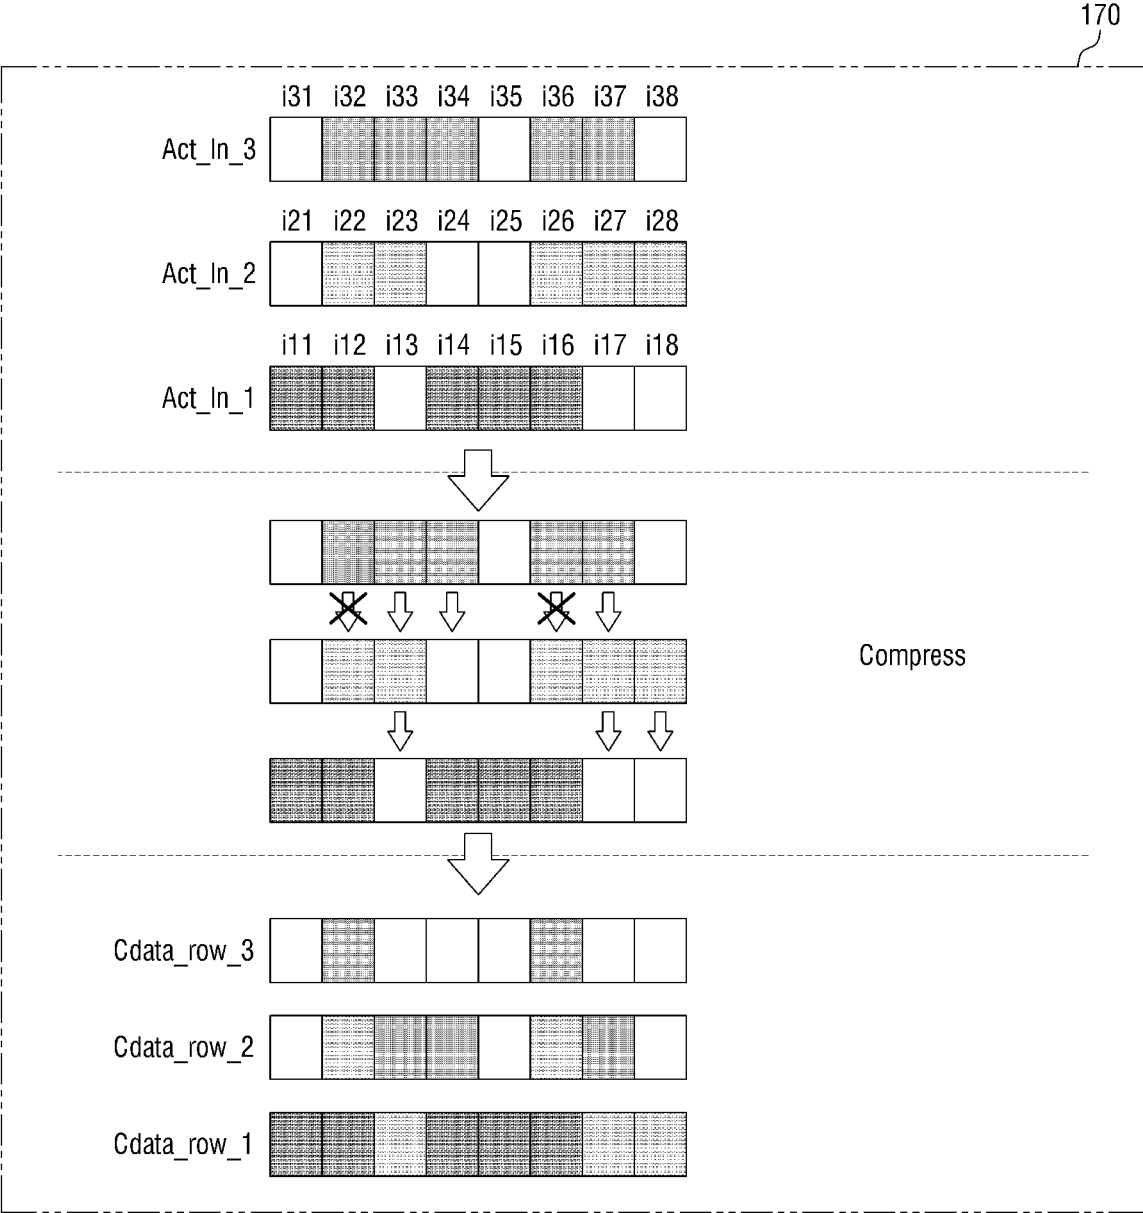 170
i31 i32 i33 i34 i35 i36 i37 i38
Act_In_3
i21 i22 i23 i24 i25 i26 i27 i28
Act_In_2
i11 i12 i13 i14 i15 i16 i17 i18
Act_In_1
Compress
Cdata_row_3
Cdata_row_2
Cdata_row_1